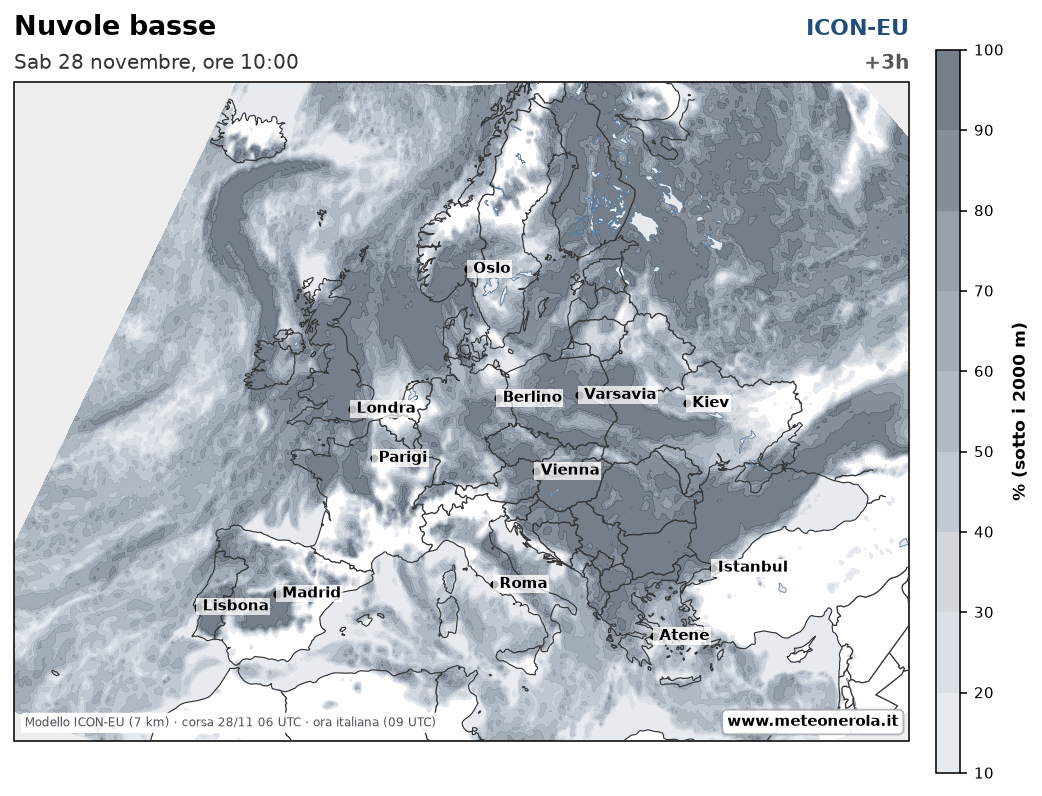 Nuvole basse
ICON-EU
Sab 28 novembre, ore 10:00
+3h
100
90
80
70
60
50
40
30
20
10
% (sotto i 2000 m)
Oslo
Berlino
Varsavia
Kiev
Londra
Parigi
Vienna
Istanbul
Roma
Madrid
Lisbona
Atene
Modello ICON-EU (7 km) · corsa 28/11 06 UTC · ora italiana (09 UTC)
www.meteonerola.it